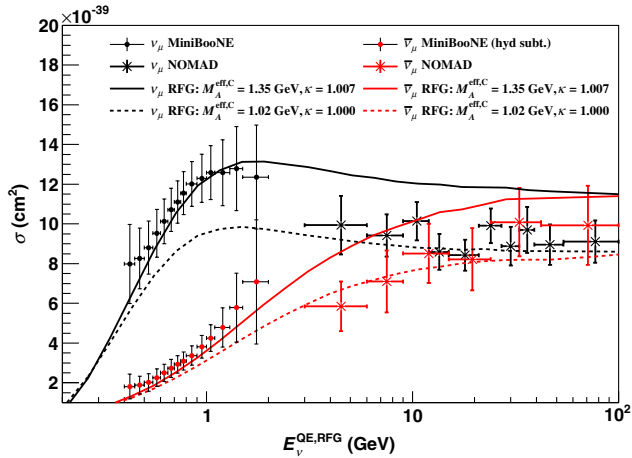 ×10⁻³⁹
20
18
16
14
12
10
8
6
4
2
σ (cm²)
ν_μ MiniBooNE
ν̄_μ MiniBooNE (hyd subt.)
ν_μ NOMAD
ν̄_μ NOMAD
ν_μ RFG: M_A^eff,C = 1.35 GeV, κ = 1.007
ν̄_μ RFG: M_A^eff,C = 1.35 GeV, κ = 1.007
ν_μ RFG: M_A^eff,C = 1.02 GeV, κ = 1.000
ν̄_μ RFG: M_A^eff,C = 1.02 GeV, κ = 1.000
1 10 10²
E_ν^QE,RFG (GeV)